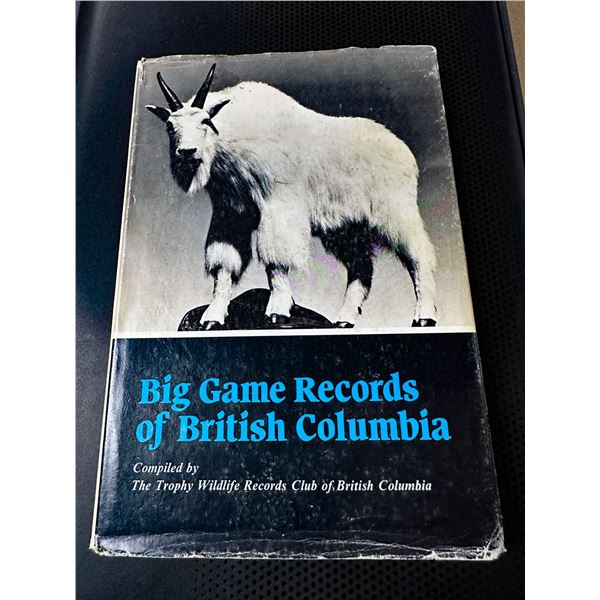 Big Game Records
of British Columbia
Compiled by
The Trophy Wildlife Records Club of British Columbia